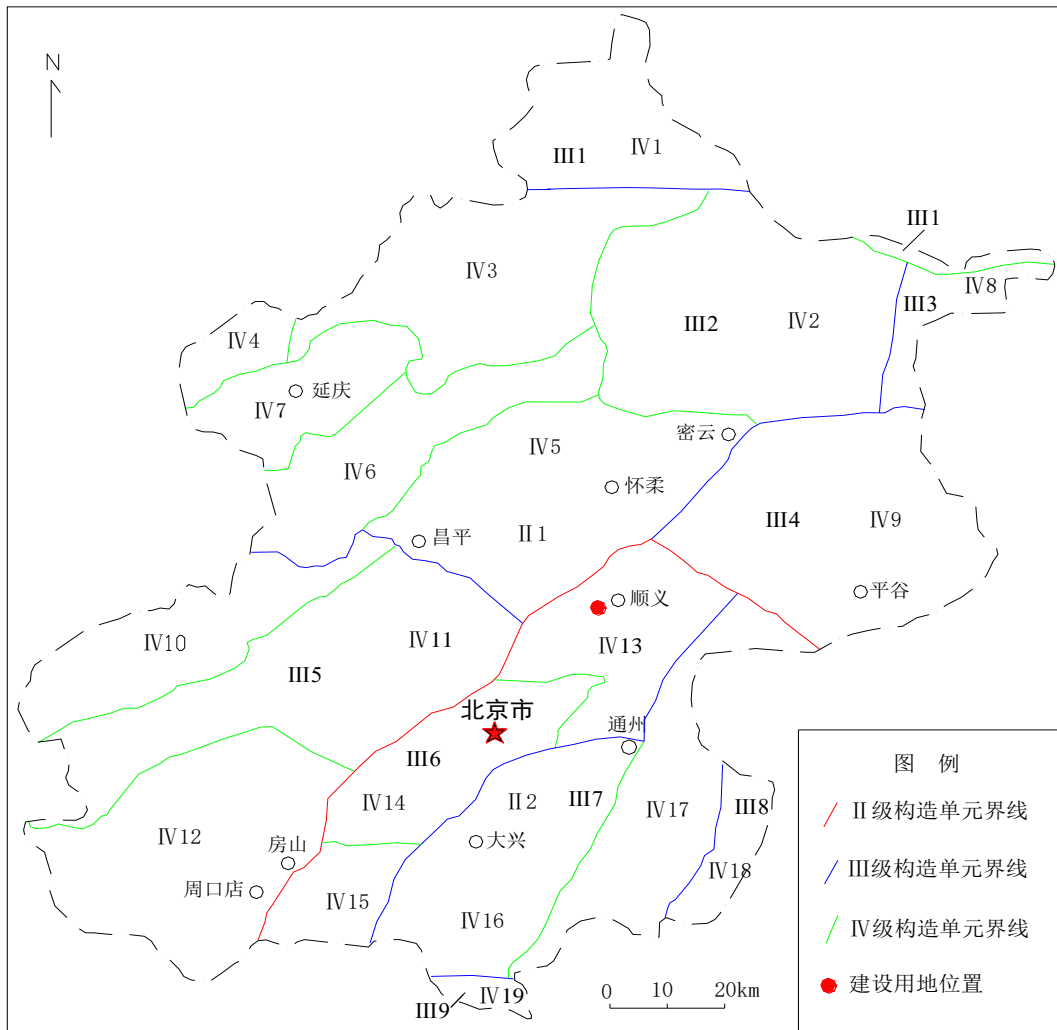 N
III1
IV1
III1
IV3
IV8
III3
III2
IV2
IV4
延庆
IV7
密云
IV5
IV6
怀柔
III4
IV9
昌平
II1
平谷
顺义
IV10
IV11
IV13
III5
北京市
通州
III6
图 例
II2
III7
IV14
IV17
III8
II级构造单元界线
IV12
大兴
房山
III级构造单元界线
IV18
周口店
IV15
IV16
IV级构造单元界线
建设用地位置
0 10 20km
IV19
III9